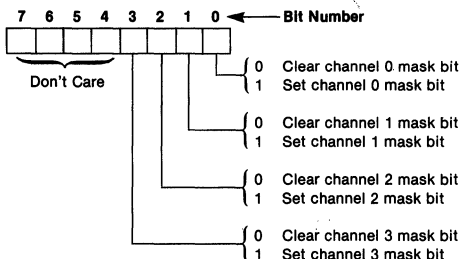 7 6 5 4 3 2 1 0 Bit Number
Don't Care
0 Clear channel 0 mask bit
1 Set channel 0 mask bit
0 Clear channel 1 mask bit
1 Set channel 1 mask bit
0 Clear channel 2 mask bit
1 Set channel 2 mask bit
0 Clear channel 3 mask bit
1 Set channel 3 mask bit